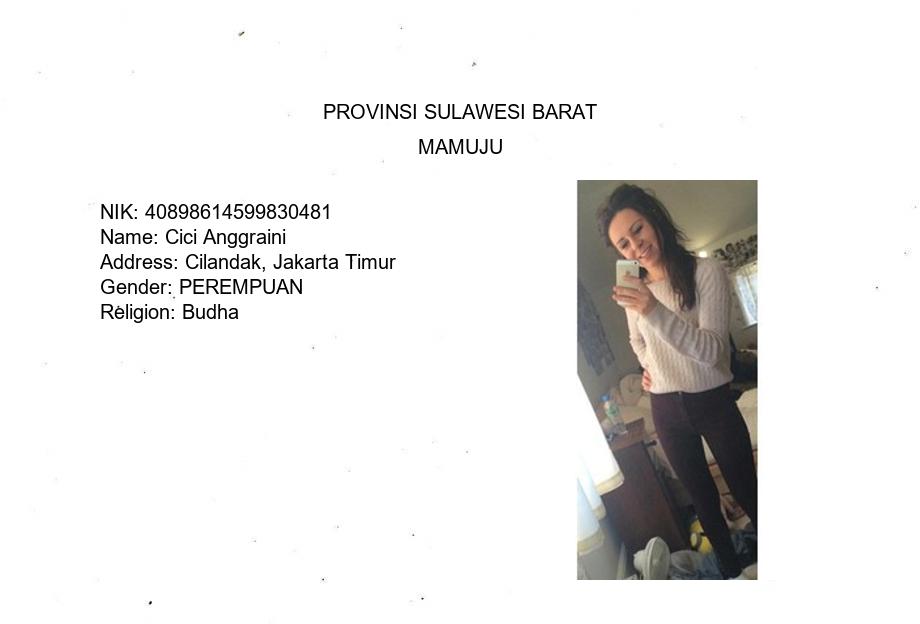 PROVINSI SULAWESI BARAT
MAMUJU
NIK: 40898614599830481
Name: Cici Anggraini
Address: Cilandak, Jakarta Timur
Gender: PEREMPUAN
Religion: Budha